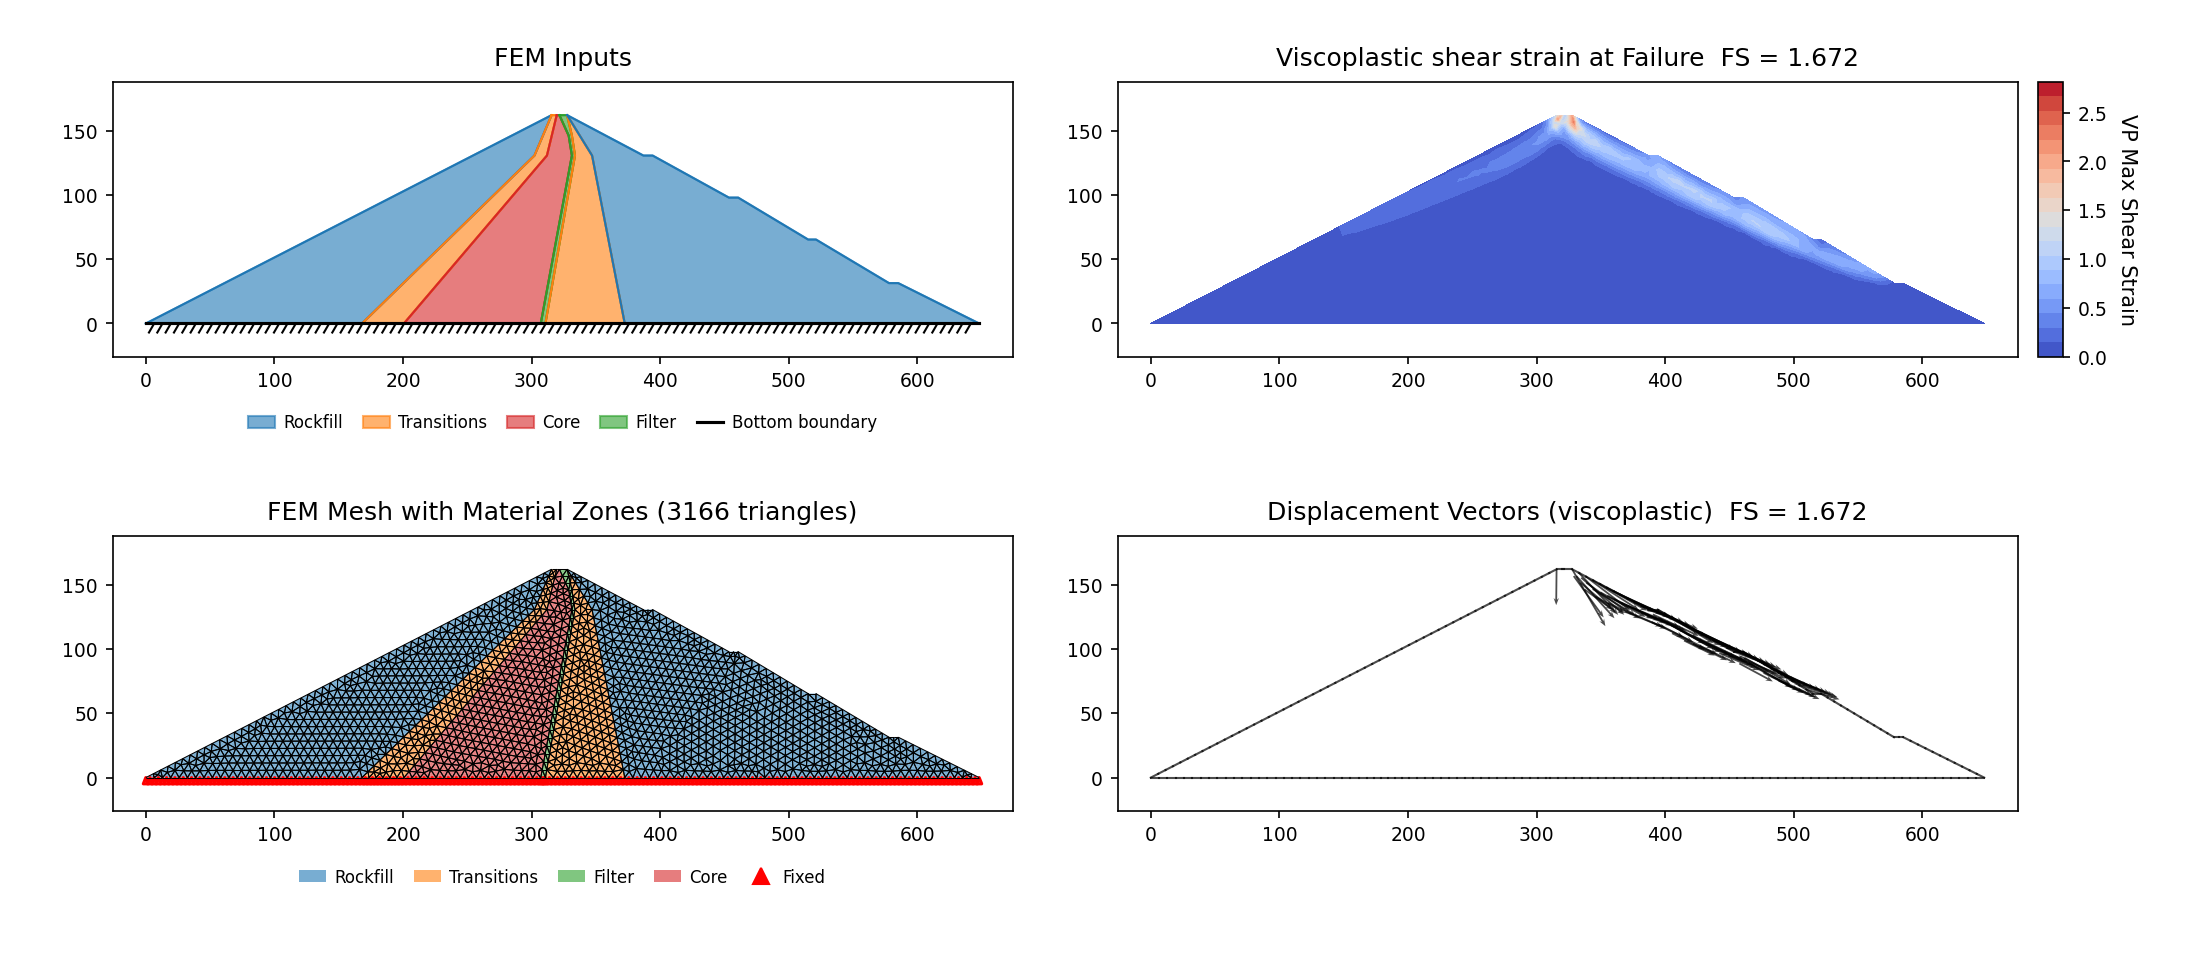 FEM Inputs
150
100
50
0
0 100 200 300 400 500 600
Rockfill Transitions Core Filter Bottom boundary
Viscoplastic shear strain at Failure FS = 1.672
150
100
50
0
0 100 200 300 400 500 600
2.5
2.0
1.5
1.0
0.5
0.0
VP Max Shear Strain
FEM Mesh with Material Zones (3166 triangles)
150
100
50
0
0 100 200 300 400 500 600
Rockfill Transitions Filter Core Fixed
Displacement Vectors (viscoplastic) FS = 1.672
150
100
50
0
0 100 200 300 400 500 600